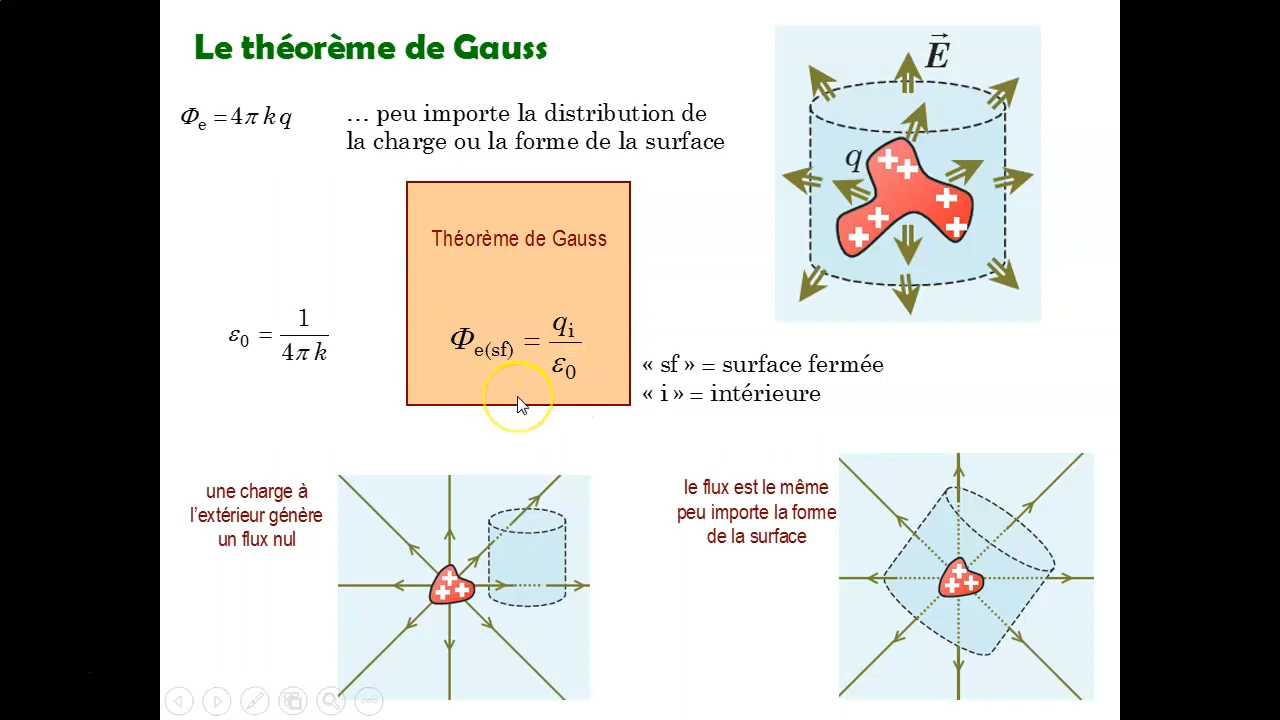 Le théorème de Gauss
Φe = 4π k q
… peu importe la distribution de
la charge ou la forme de la surface
E⃗
q
Théorème de Gauss
ε0 = 1 / 4π k
Φe(sf) = qi / ε0
« sf » = surface fermée
« i » = intérieure
une charge à
l’extérieur génère
un flux nul
le flux est le même
peu importe la forme
de la surface